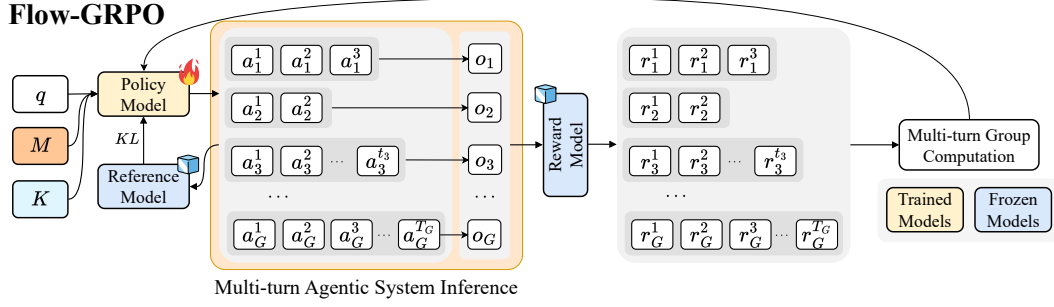 Flow-GRPO
q
M
K
Policy
Model
KL
Reference
Model
a_1^1 a_1^2 a_1^3 o_1
a_2^1 a_2^2 o_2
a_3^1 a_3^2 ... a_3^{t_3} o_3
... ...
a_G^1 a_G^2 a_G^3 ... a_G^{T_G} o_G
Multi-turn Agentic System Inference
Reward
Model
r_1^1 r_1^2 r_1^3
r_2^1 r_2^2
r_3^1 r_3^2 ... r_3^{t_3}
...
r_G^1 r_G^2 r_G^3 ... r_G^{T_G}
Multi-turn Group
Computation
Trained
Models
Frozen
Models